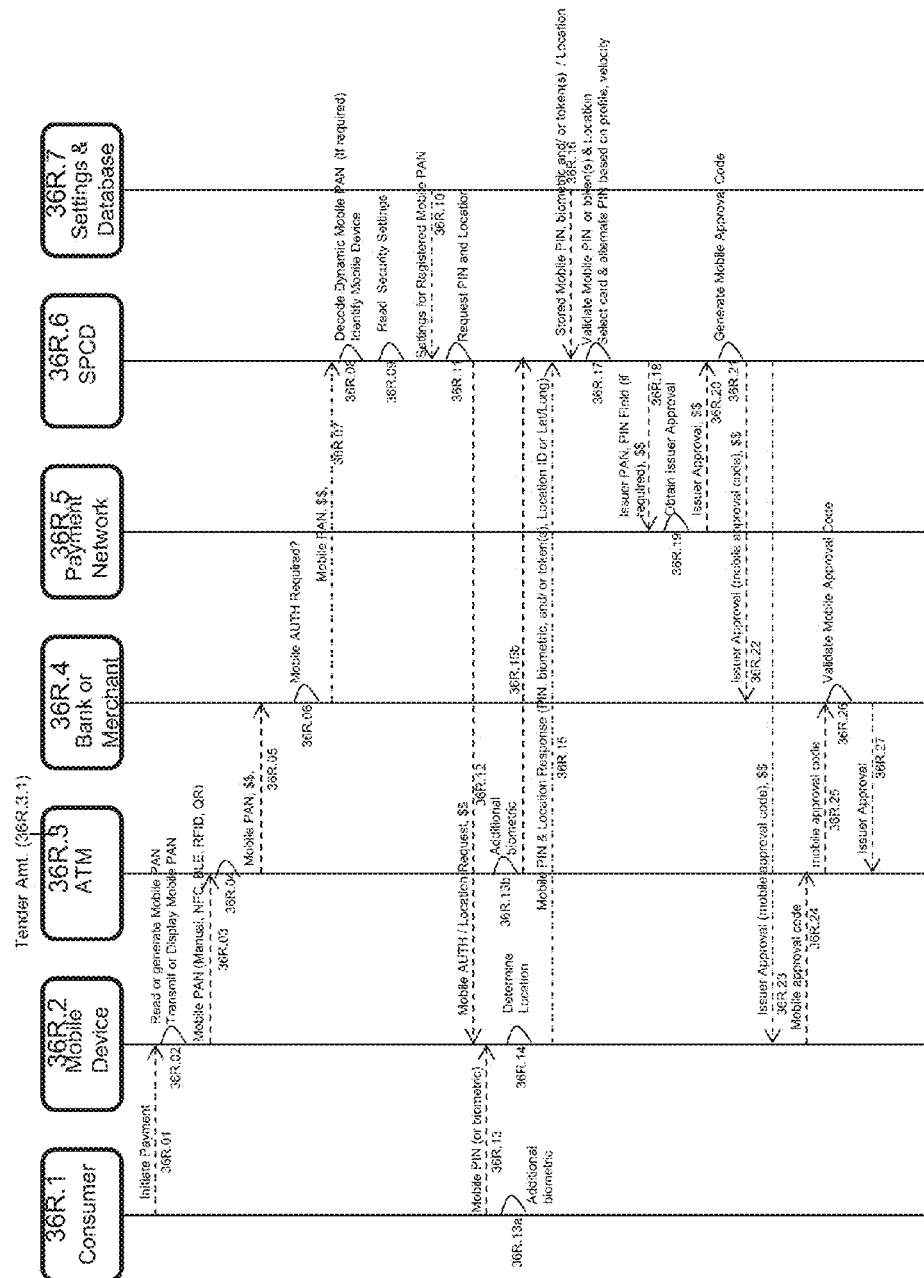 Tender Amt. (36R.3.1)
36R.1
Consumer
36R.2
Mobile
Device
36R.3
ATM
36R.4
Bank or
Merchant
36R.5
Payment
Network
36R.6
SPCD
36R.7
Settings &
Database
Initiate Payment
36R.01
Read or generate Mobile PAN
Transmit or Display Mobile PAN
36R.02
Mobile PAN (Manual, NFC, BLE, RFID, QR)
36R.03
36R.04
Mobile PAN, $$,
36R.05
Mobile AUTH Required?
36R.06
Mobile PAN, $$,
36R.07
Decode Dynamic Mobile PAN (if required)
Identify Mobile Device
36R.08
Read Security Settings
36R.09
Settings for Registered Mobile PAN
36R.10
Request PIN and Location
36R.11
Mobile AUTH / Location Request, $$
36R.12
Mobile PIN (or biometric)
36R.13
Additional
biometric
36R.13a
Additional
biometric
36R.13b
36R.15b
Determine
Location
36R.14
Mobile PIN & Location Response (PIN, biometric, and/ or token(s), Location ID or Lat/Long)
36R.15
Stored Mobile PIN, biometric and/ or token(s) / Location
36R.16
Validate Mobile PIN or token(s) & Location
Select card & alternate PIN based on profile, velocity
36R.17
Issuer PAN, PIN Field (if
required), $$
36R.18
Obtain Issuer Approval
36R.19
Issuer Approval, $$
36R.20
Generate Mobile Approval Code
36R.21
Issuer Approval (mobile approval code), $$
36R.22
Issuer Approval (mobile approval code), $$
36R.23
Mobile approval code
36R.24
mobile approval code
36R.25
Validate Mobile Approval Code
36R.26
Issuer Approval
36R.27